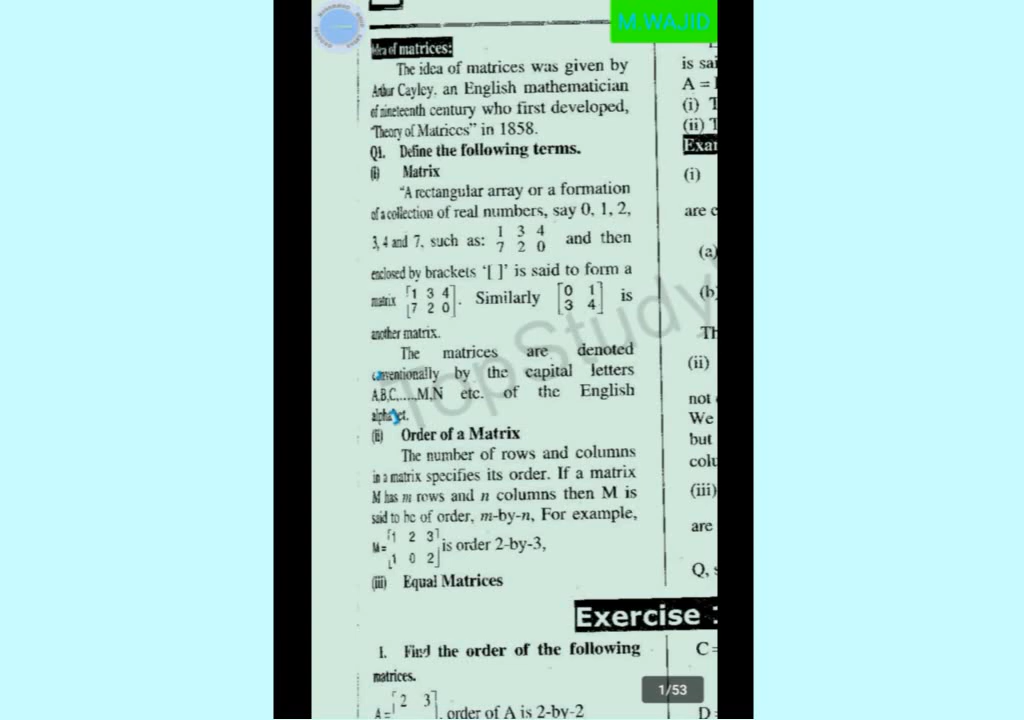 M.WAJID
Idea of matrices:
The idea of matrices was given by
Arthur Cayley, an English mathematician
of nineteenth century who first developed,
"Theory of Matrices" in 1858.
Q1. Define the following terms.
(i) Matrix
"A rectangular array or a formation
of a collection of real numbers, say 0, 1, 2,
3, 4 and 7, such as: 1 3 4
7 2 0 and then
enclosed by brackets '[ ]' is said to form a
matrix [1 3 4
7 2 0]. Similarly [0 1
3 4] is
another matrix.
The matrices are denoted
conventionally by the capital letters
A,B,C,....,M,N etc. of the English
alphabet.
(ii) Order of a Matrix
The number of rows and columns
in a matrix specifies its order. If a matrix
M has m rows and n columns then M is
said to be of order, m-by-n, For example,
M= [1 2 3
1 0 2] is order 2-by-3,
(iii) Equal Matrices
is sai
A =
(i) T
(ii) T
Exa
(i)
are
(a)
(b
Th
(ii)
not
We
but
colu
(iii)
are
Q, s
Exercise
1. Find the order of the following
matrices.
A = [2 3]
, order of A is 2-by-2
C=
D=
1/53
TopStudy